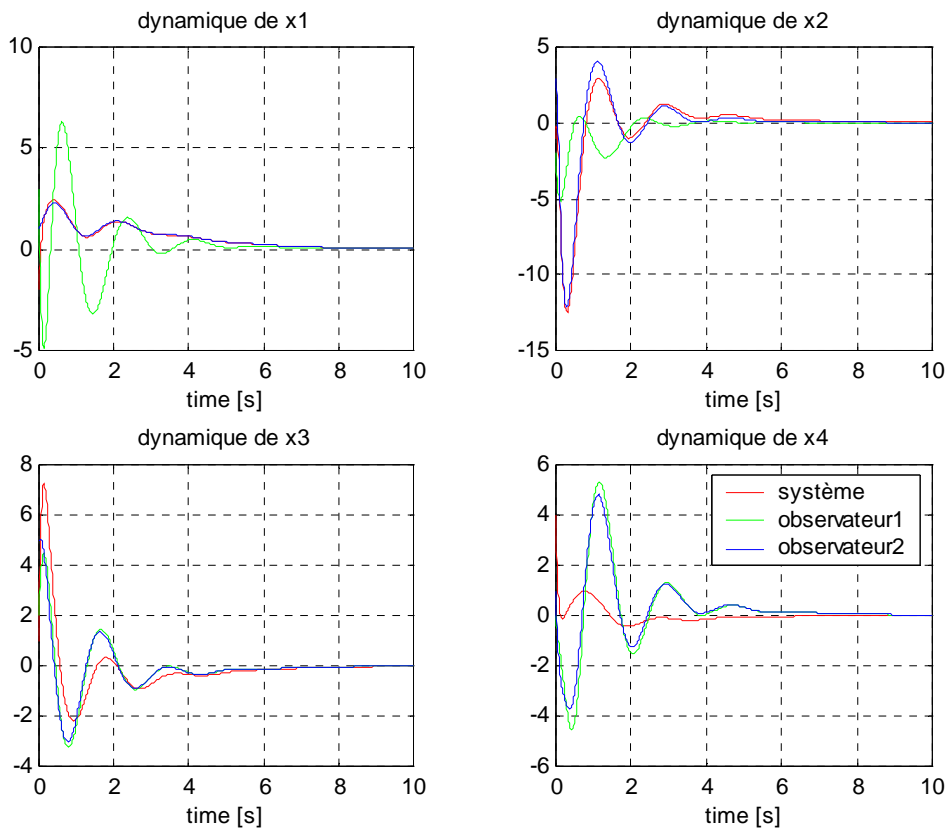 dynamique de x1
10
5
0
-5
0 2 4 6 8 10
time [s]
dynamique de x2
5
0
-5
-10
-15
0 2 4 6 8 10
time [s]
dynamique de x3
8
6
4
2
0
-2
-4
0 2 4 6 8 10
time [s]
dynamique de x4
6
4
2
0
-2
-4
-6
0 2 4 6 8 10
time [s]
système
observateur1
observateur2